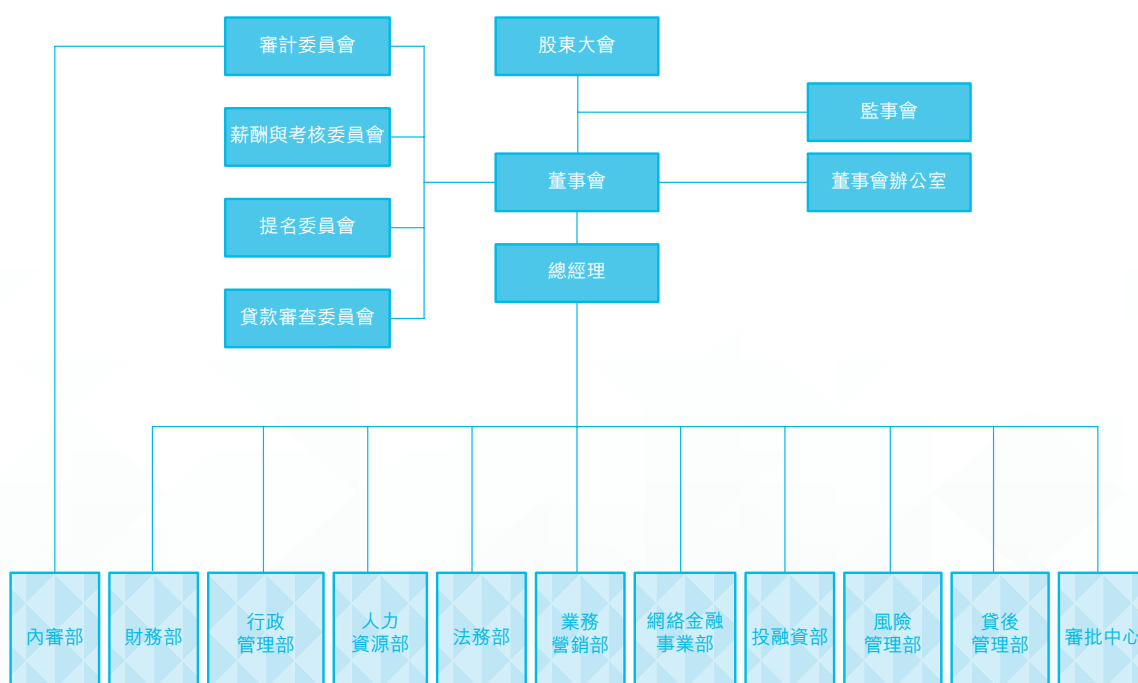 審計委員會
股東大會
監事會
薪酬與考核委員會
董事會
董事會辦公室
提名委員會
總經理
貸款審查委員會
內審部
財務部
行政
管理部
人力
資源部
法務部
業務
營銷部
網絡金融
事業部
投融資部
風險
管理部
貸後
管理部
審批中心